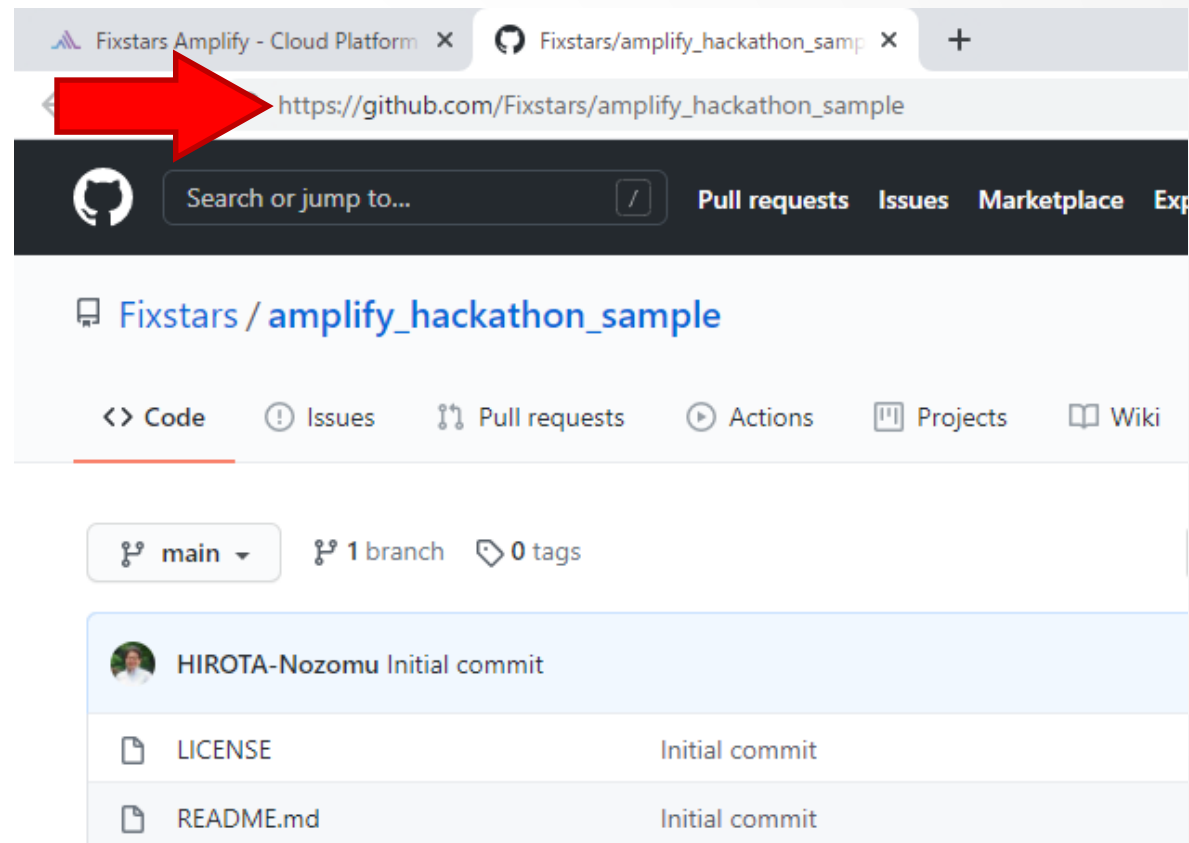 Fixstars Amplify - Cloud Platform
Fixstars/amplify_hackathon_samp
https://github.com/Fixstars/amplify_hackathon_sample
Search or jump to... / Pull requests Issues Marketplace Exp
Fixstars / amplify_hackathon_sample
<> Code Issues Pull requests Actions Projects Wiki
main 1 branch 0 tags
HIROTA-Nozomu Initial commit
LICENSE Initial commit
README.md Initial commit